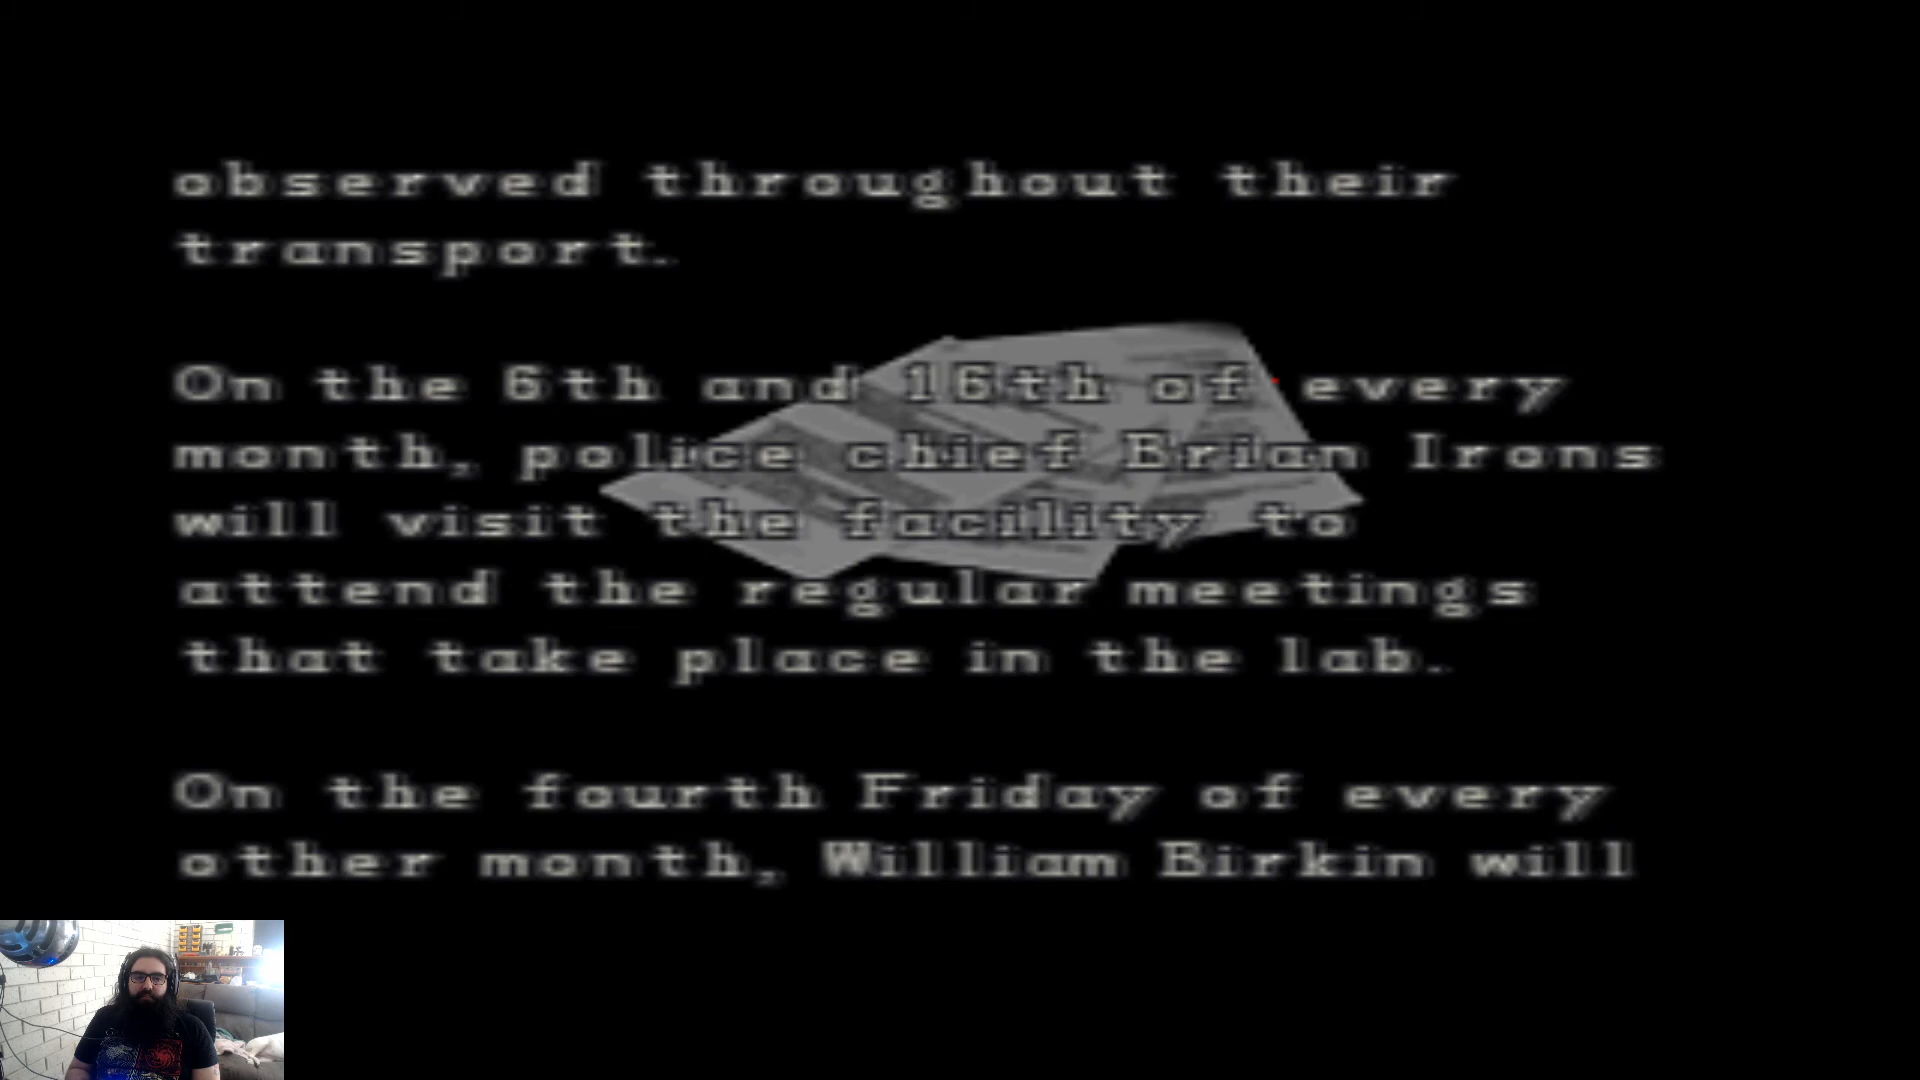 observed throughout their
transport.
On the 6th and 16th of every
month, police chief Brian Irons
will visit the facility to
attend the regular meetings
that take place in the lab.
On the fourth Friday of every
other month, William Birkin will